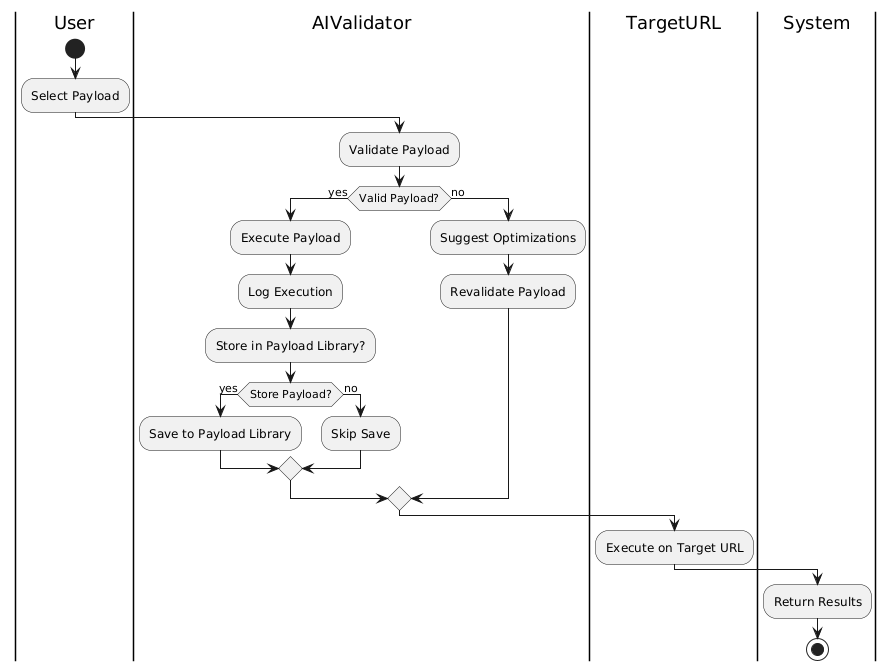 User
AIValidator
TargetURL
System
Select Payload
Validate Payload
yes
Valid Payload?
no
Execute Payload
Suggest Optimizations
Log Execution
Revalidate Payload
Store in Payload Library?
yes
Store Payload?
no
Save to Payload Library
Skip Save
Execute on Target URL
Return Results